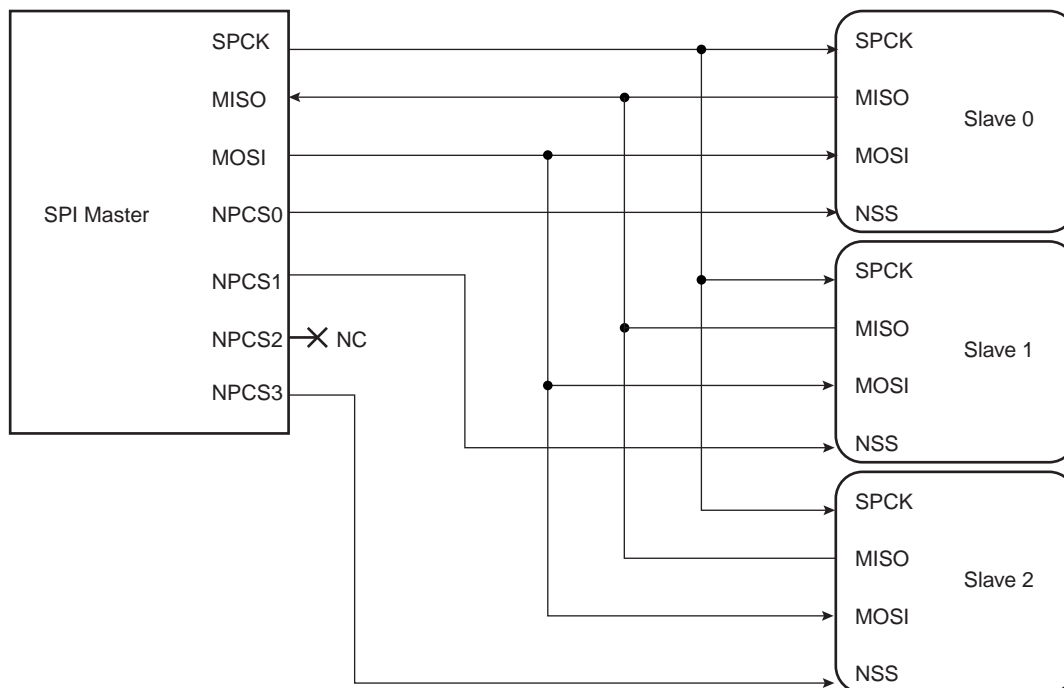 SPI Master
SPCK
MISO
MOSI
NPCS0
NPCS1
NPCS2
NC
NPCS3
SPCK
MISO
Slave 0
MOSI
NSS
SPCK
MISO
Slave 1
MOSI
NSS
SPCK
MISO
Slave 2
MOSI
NSS